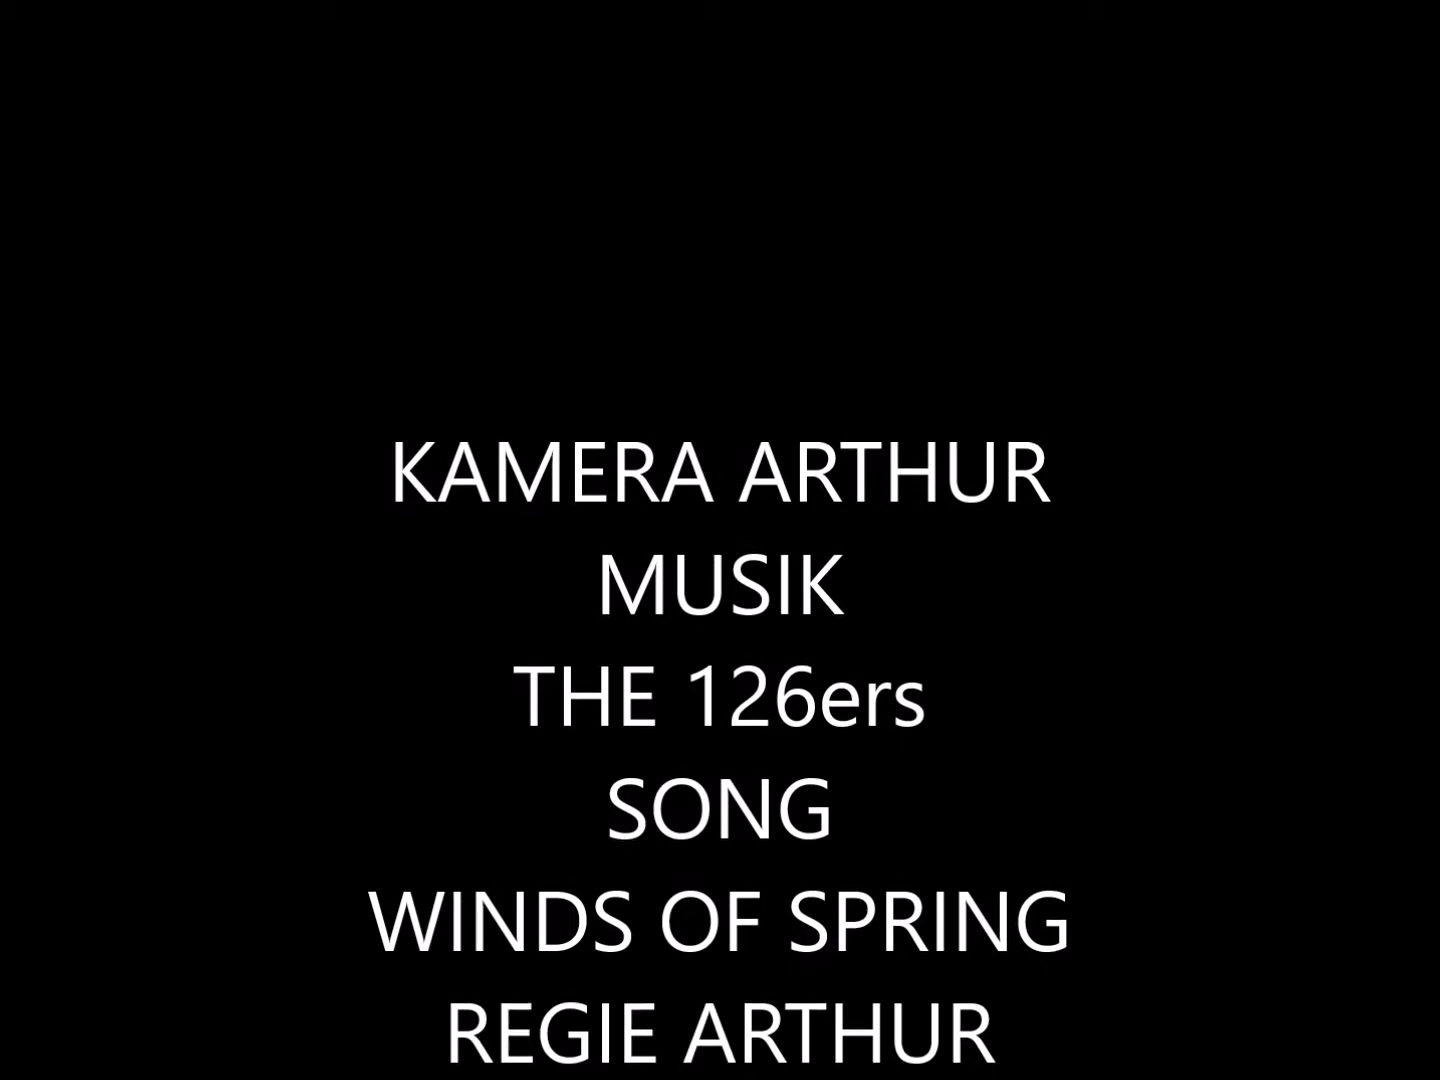 KAMERA ARTHUR
MUSIK
THE 126ers
SONG
WINDS OF SPRING
REGIE ARTHUR